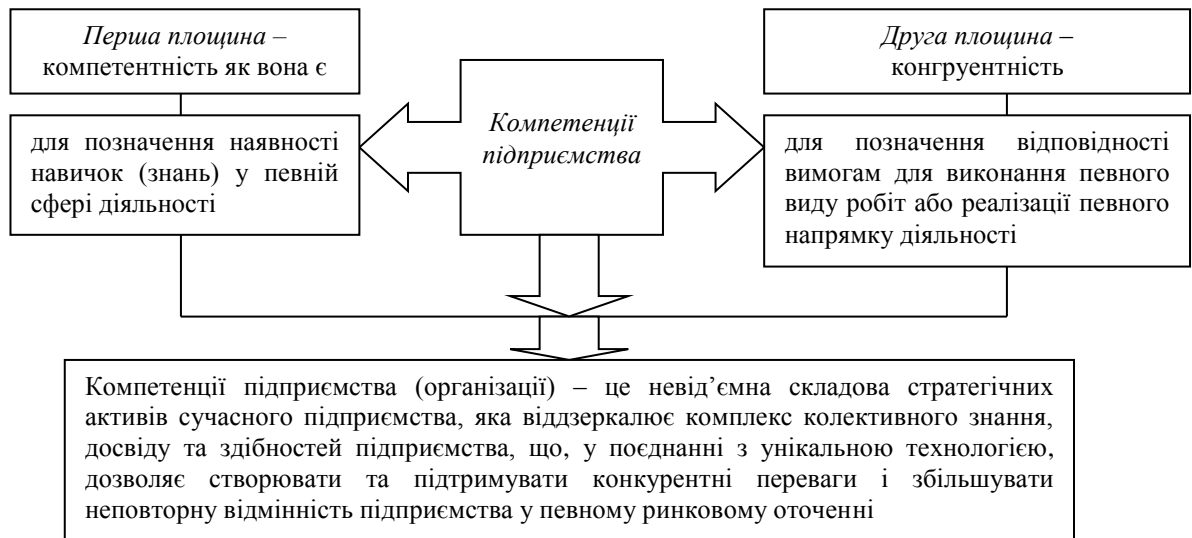 Перша площина –
компетентність як вона є
для позначення наявності
навичок (знань) у певній
сфері діяльності
Компетенції
підприємства
Друга площина –
конгруентність
для позначення відповідності
вимогам для виконання певного
виду робіт або реалізації певного
напрямку діяльності
Компетенції підприємства (організації) – це невід’ємна складова стратегічних
активів сучасного підприємства, яка віддзеркалює комплекс колективного знання,
досвіду та здібностей підприємства, що, у поєднанні з унікальною технологією,
дозволяє створювати та підтримувати конкурентні переваги і збільшувати
неповторну відмінність підприємства у певному ринковому оточенні